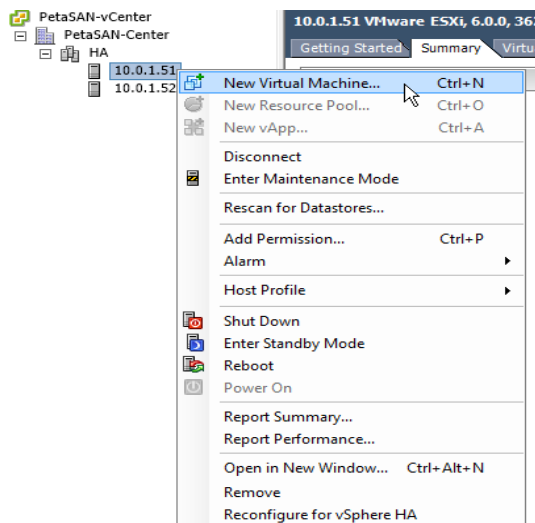 PetaSAN-vCenter
PetaSAN-Center
HA
10.0.1.51
10.0.1.52
10.0.1.51 VMware ESXi, 6.0.0, 36
Getting Started Summary Virtu
New Virtual Machine... Ctrl+N
New Resource Pool... Ctrl+O
New vApp... Ctrl+A
Disconnect
Enter Maintenance Mode
Rescan for Datastores...
Add Permission... Ctrl+P
Alarm
Host Profile
Shut Down
Enter Standby Mode
Reboot
Power On
Report Summary...
Report Performance...
Open in New Window... Ctrl+Alt+N
Remove
Reconfigure for vSphere HA